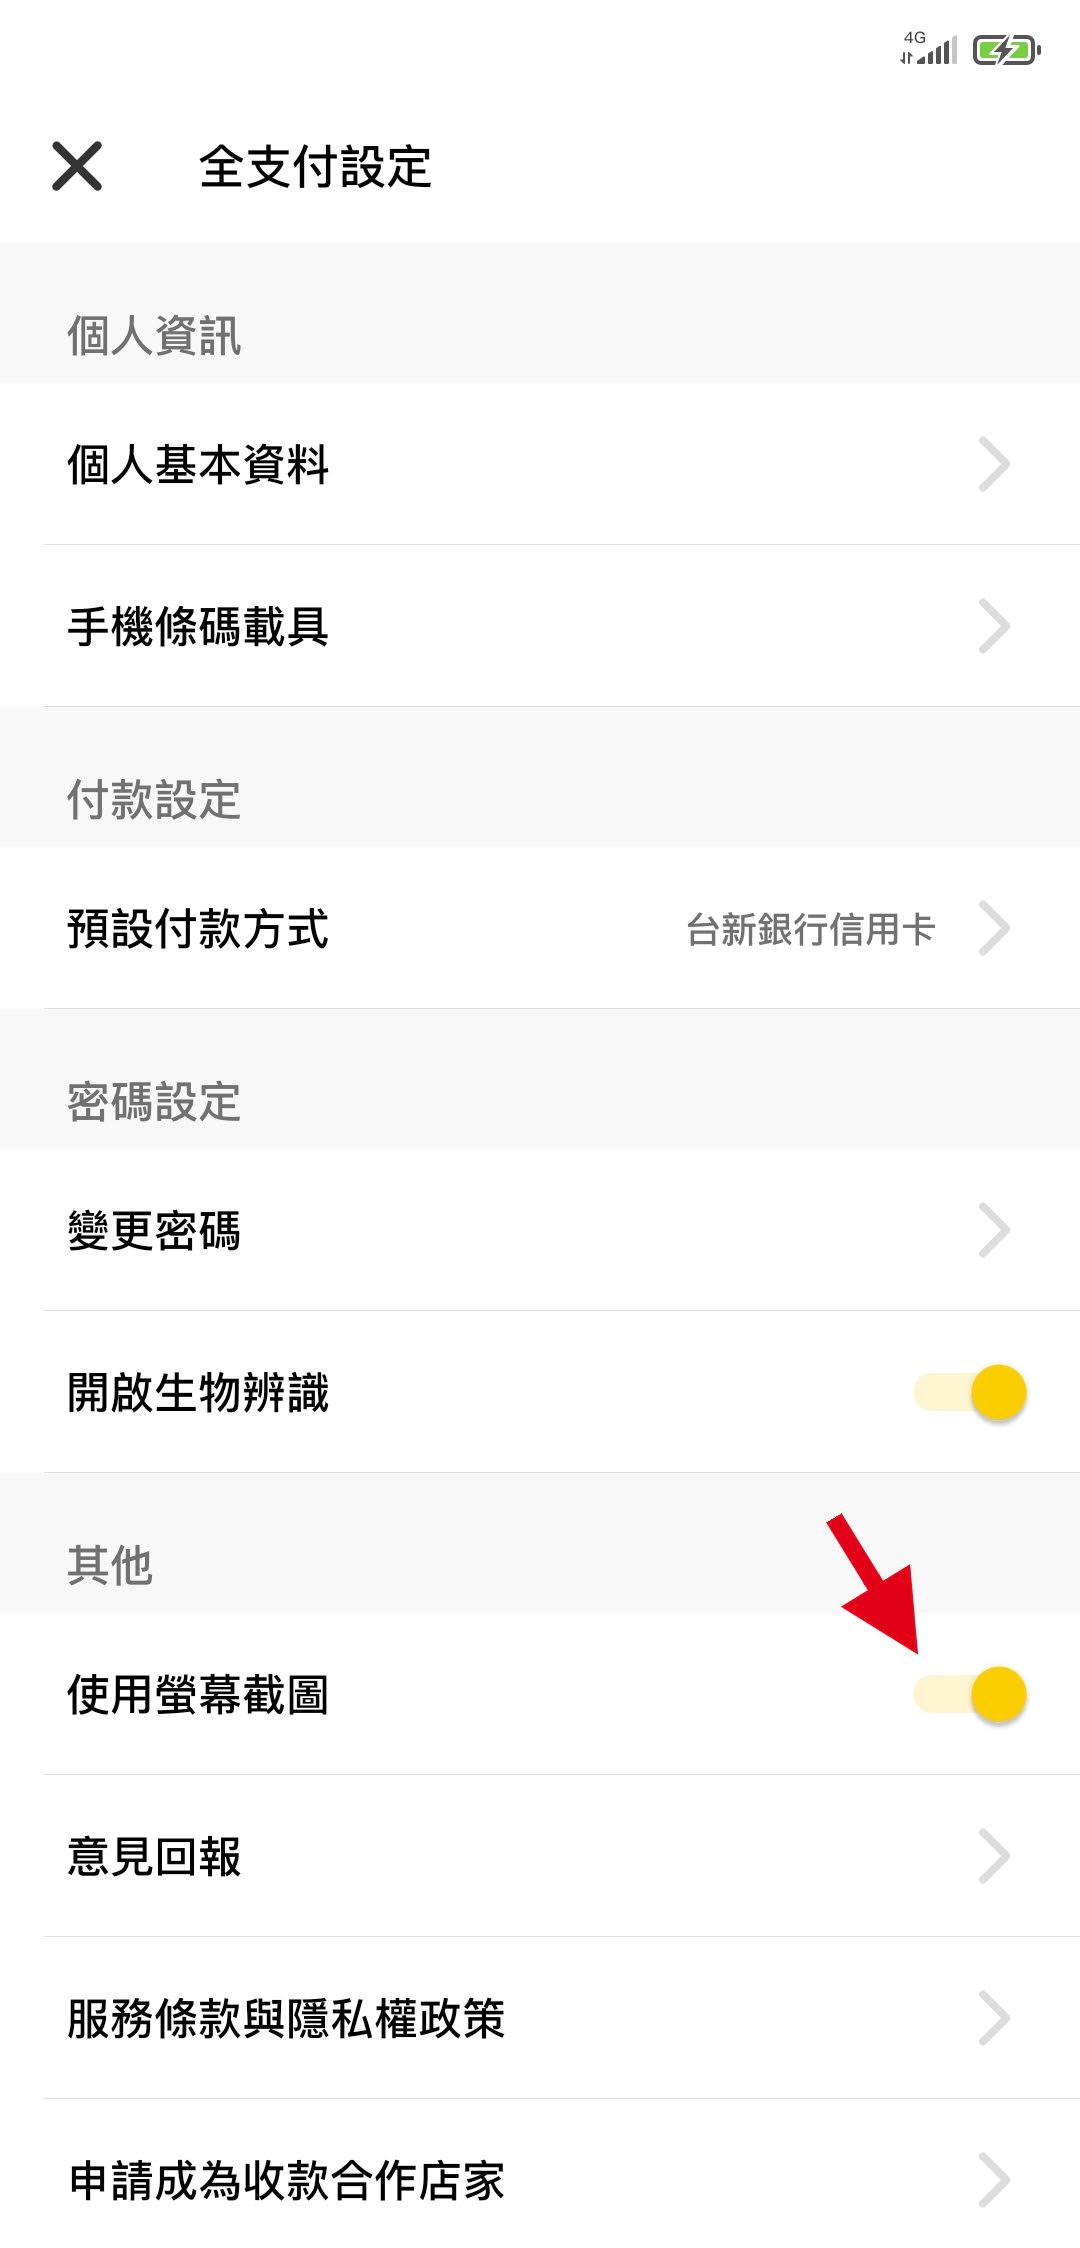 4G
全支付設定
個人資訊
個人基本資料
手機條碼載具
付款設定
預設付款方式 台新銀行信用卡
密碼設定
變更密碼
開啟生物辨識
其他
使用螢幕截圖
意見回報
服務條款與隱私權政策
申請成為收款合作店家